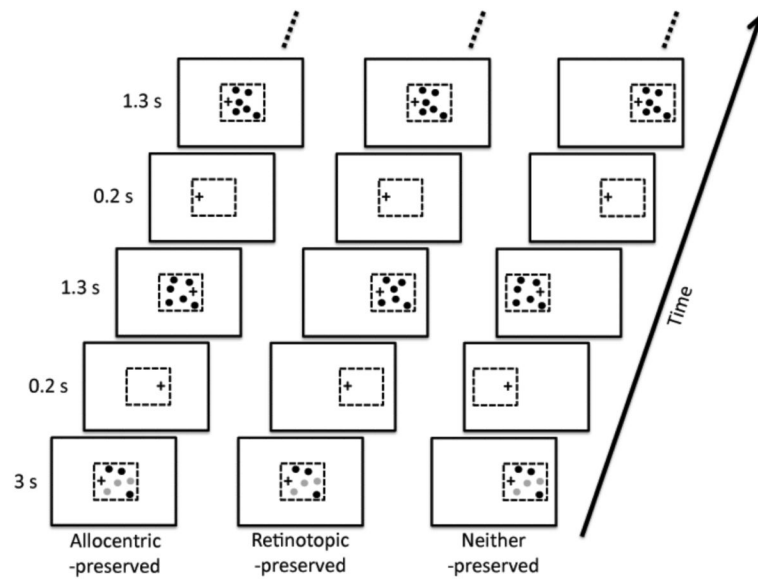 1.3 s
0.2 s
1.3 s
0.2 s
3 s
Time
Allocentric
-preserved
Retinotopic
-preserved
Neither
-preserved